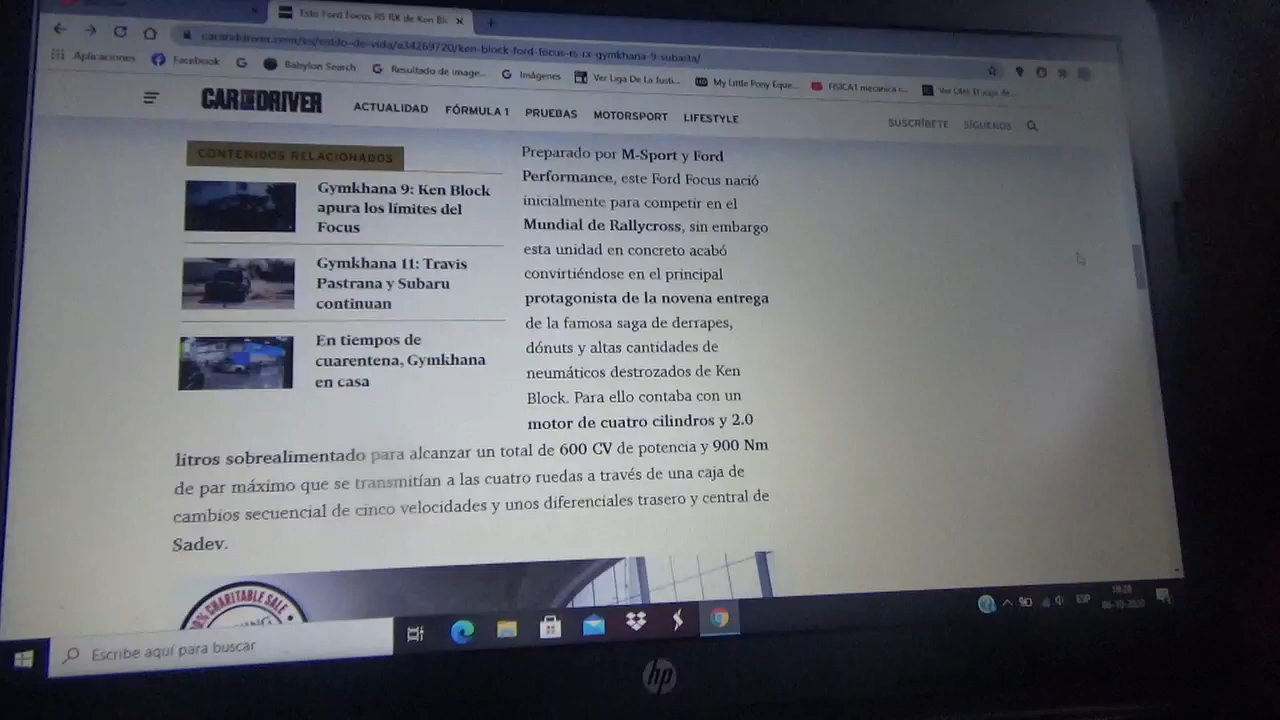 Este Ford Focus RS RX de Ken Bl
caranddriver.com/es/estilo-de-vida/a34269720/ken-block-ford-focus-rs-rx-gymkhana-9-subasta/
Aplicaciones Facebook Babylon Search Resultado de image... Imágenes Ver Liga De La Justi... My Little Pony Eque... FISICA1 mecánica c...
CAR AND DRIVER ACTUALIDAD FÓRMULA 1 PRUEBAS MOTORSPORT LIFESTYLE SUSCRÍBETE SÍGUENOS
CONTENIDOS RELACIONADOS
Gymkhana 9: Ken Block
apura los límites del
Focus
Gymkhana 11: Travis
Pastrana y Subaru
continuan
En tiempos de
cuarentena, Gymkhana
en casa
Preparado por M-Sport y Ford
Performance, este Ford Focus nació
inicialmente para competir en el
Mundial de Rallycross, sin embargo
esta unidad en concreto acabó
convirtiéndose en el principal
protagonista de la novena entrega
de la famosa saga de derrapes,
dónuts y altas cantidades de
neumáticos destrozados de Ken
Block. Para ello contaba con un
motor de cuatro cilindros y 2.0
litros sobrealimentado para alcanzar un total de 600 CV de potencia y 900 Nm
de par máximo que se transmitían a las cuatro ruedas a través de una caja de
cambios secuencial de cinco velocidades y unos diferenciales trasero y central de
Sadev.
% CHARITABLE SALE
Escribe aquí para buscar
ESP
hp